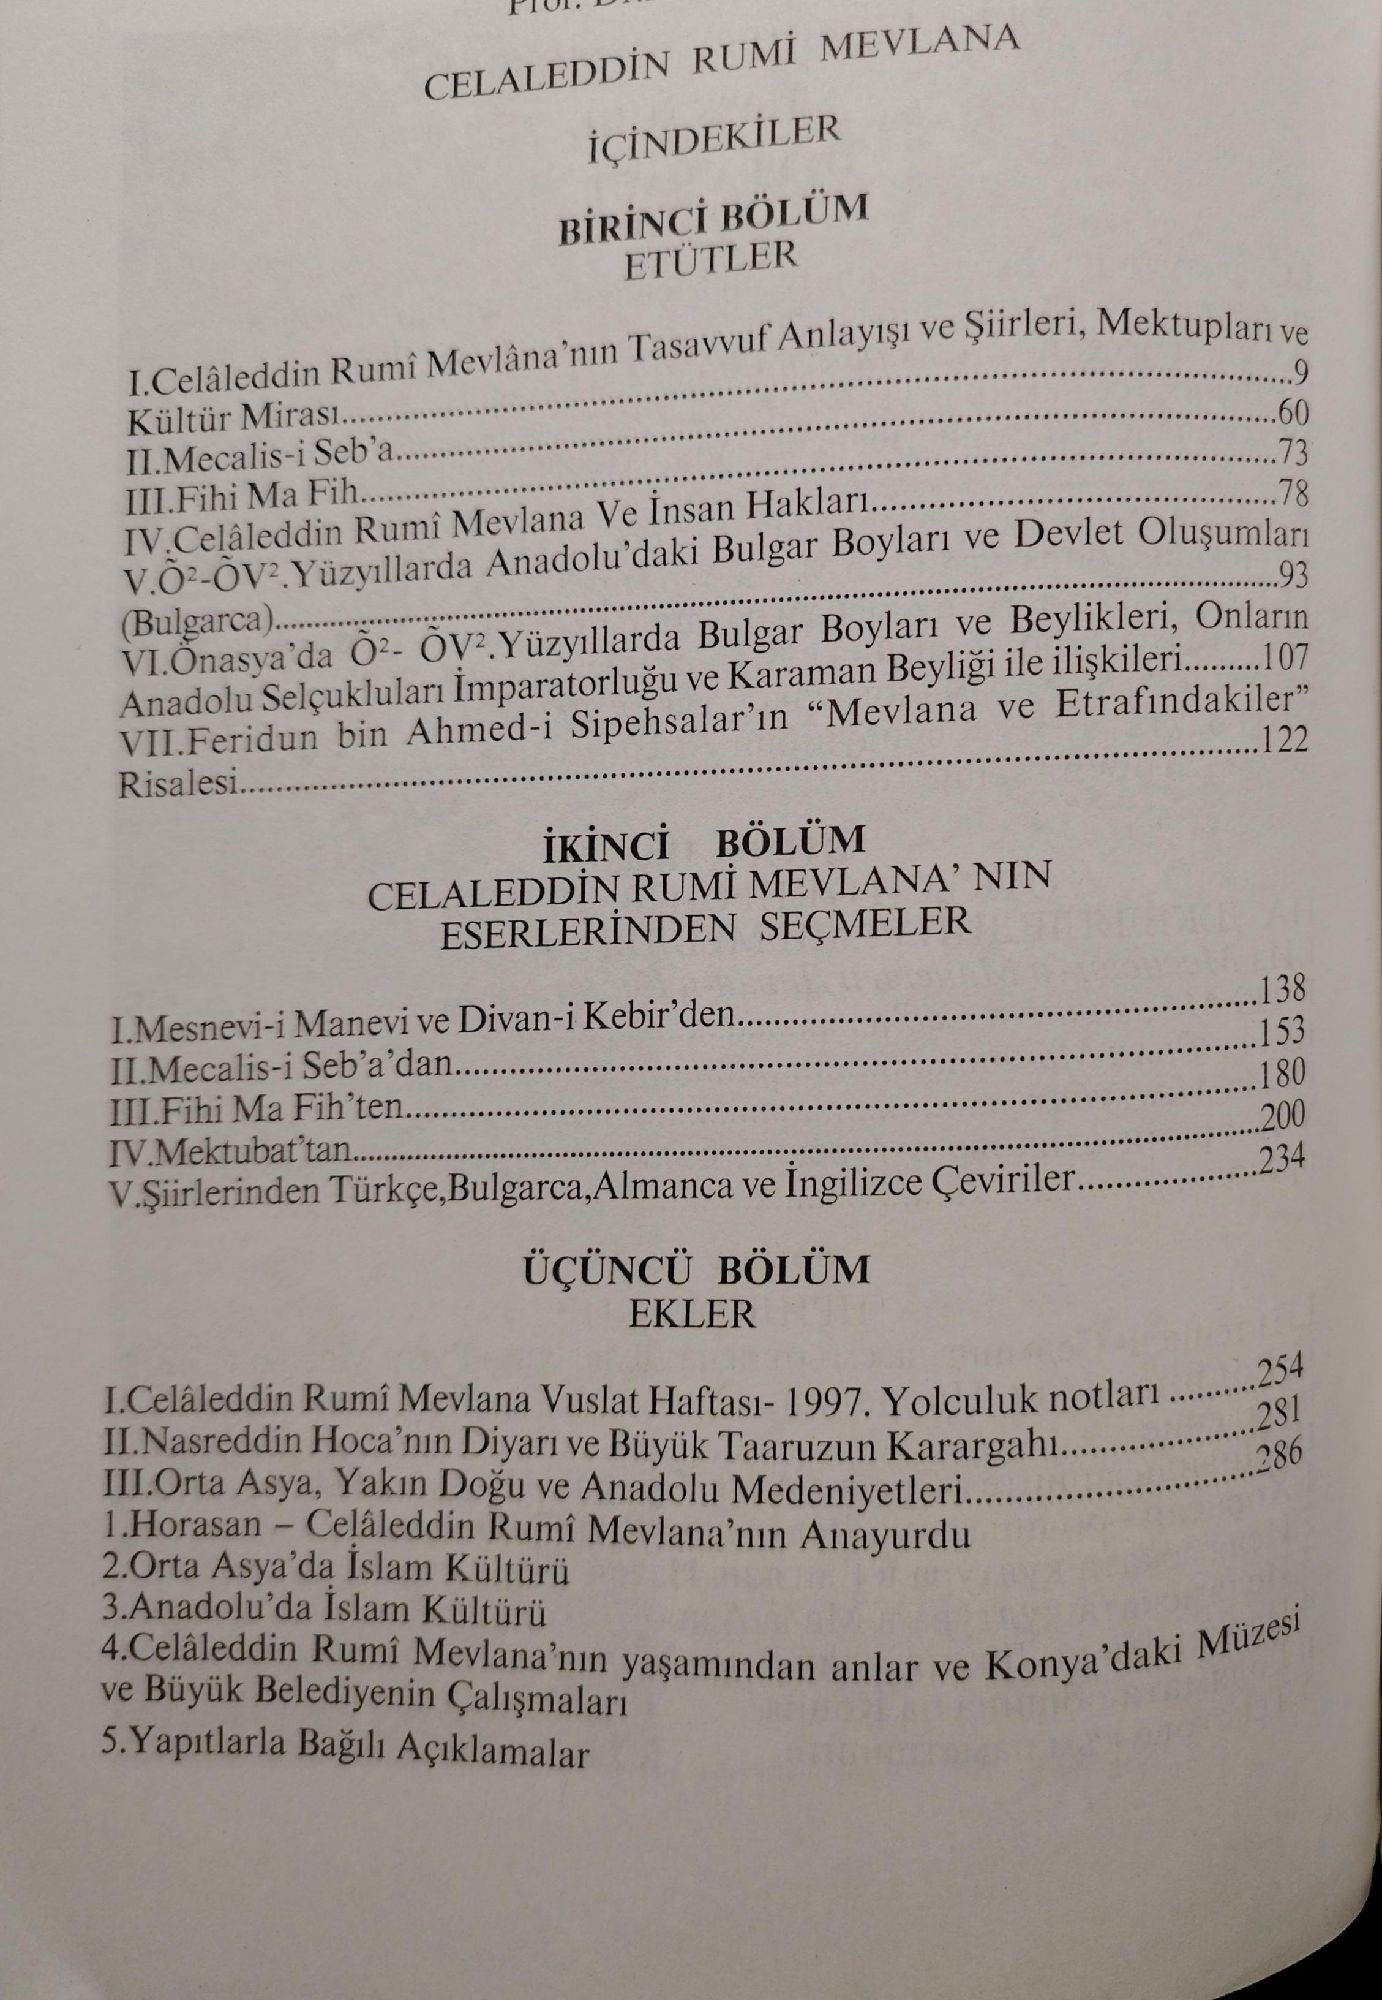 Prof.
CELALEDDİN RUMİ MEVLANA
İÇİNDEKİLER
BİRİNCİ BÖLÜM
ETÜTLER
I.Celâleddin Rumî Mevlâna’nın Tasavvuf Anlayışı ve Şiirleri, Mektupları ve
Kültür Mirası..........9
II.Mecalis-i Seb’a..........60
III.Fihi Ma Fih..........73
IV.Celâleddin Rumî Mevlana Ve İnsan Hakları..........78
V.Õ²-ÕV².Yüzyıllarda Anadolu’daki Bulgar Boyları ve Devlet Oluşumları
(Bulgarca)..........93
VI.Önasya’da Õ²- ÕV².Yüzyıllarda Bulgar Boyları ve Beylikleri, Onların
Anadolu Selçukluları İmparatorluğu ve Karaman Beyliği ile ilişkileri.........107
VII.Feridun bin Ahmed-i Sipehsalar’ın “Mevlana ve Etrafındakiler”
Risalesi..........122
İKİNCİ BÖLÜM
CELALEDDİN RUMİ MEVLANA’ NIN
ESERLERİNDEN SEÇMELER
I.Mesnevi-i Manevi ve Divan-i Kebir’den..........138
II.Mecalis-i Seb’a’dan..........153
III.Fihi Ma Fih’ten..........180
IV.Mektubat’tan..........200
V.Şiirlerinden Türkçe,Bulgarca,Almanca ve İngilizce Çeviriler..........234
ÜÇÜNCÜ BÖLÜM
EKLER
I.Celâleddin Rumî Mevlana Vuslat Haftası- 1997. Yolculuk notları ..........254
II.Nasreddin Hoca’nın Diyarı ve Büyük Taaruzun Karargahı..........281
III.Orta Asya, Yakın Doğu ve Anadolu Medeniyetleri..........286
1.Horasan – Celâleddin Rumî Mevlana’nın Anayurdu
2.Orta Asya’da İslam Kültürü
3.Anadolu’da İslam Kültürü
4.Celâleddin Rumî Mevlana’nın yaşamından anlar ve Konya’daki Müzesi
ve Büyük Belediyenin Çalışmaları
5.Yapıtlarla Bağılı Açıklamalar